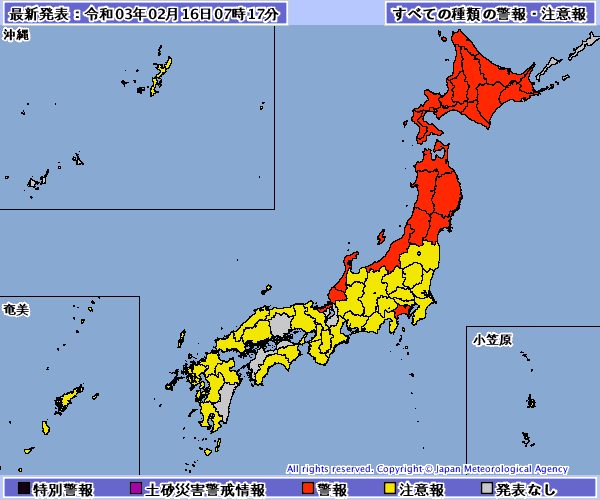 最新発表：令和03年02月16日07時17分
すべての種類の警報・注意報
沖縄
奄美
小笠原
All rights reserved. Copyright © Japan Meteorological Agency
特別警報 土砂災害警戒情報 警報 注意報 発表なし